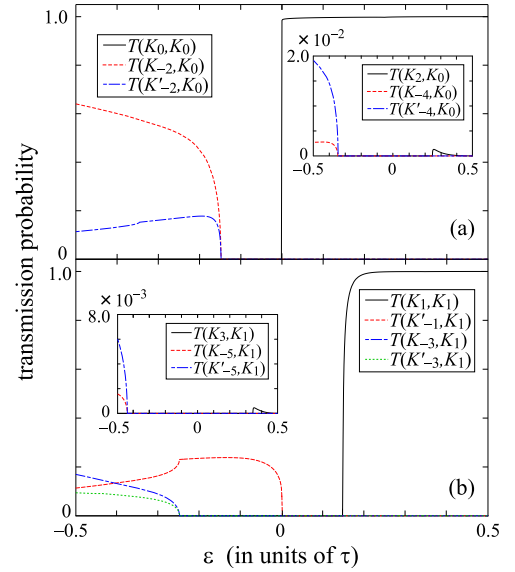 1.0
T(K₀,K₀)
T(K₋₂,K₀)
T(K′₋₂,K₀)
× 10⁻²
2.0
0
T(K₂,K₀)
T(K₋₄,K₀)
T(K′₋₄,K₀)
-0.5 0 0.5
(a)
0
transmission probability
1.0
× 10⁻³
8.0
0
T(K₃,K₁)
T(K₋₅,K₁)
T(K′₋₅,K₁)
-0.5 0 0.5
T(K₁,K₁)
T(K′₋₁,K₁)
T(K₋₃,K₁)
T(K′₋₃,K₁)
(b)
0
-0.5 0 0.5
ε (in units of τ)